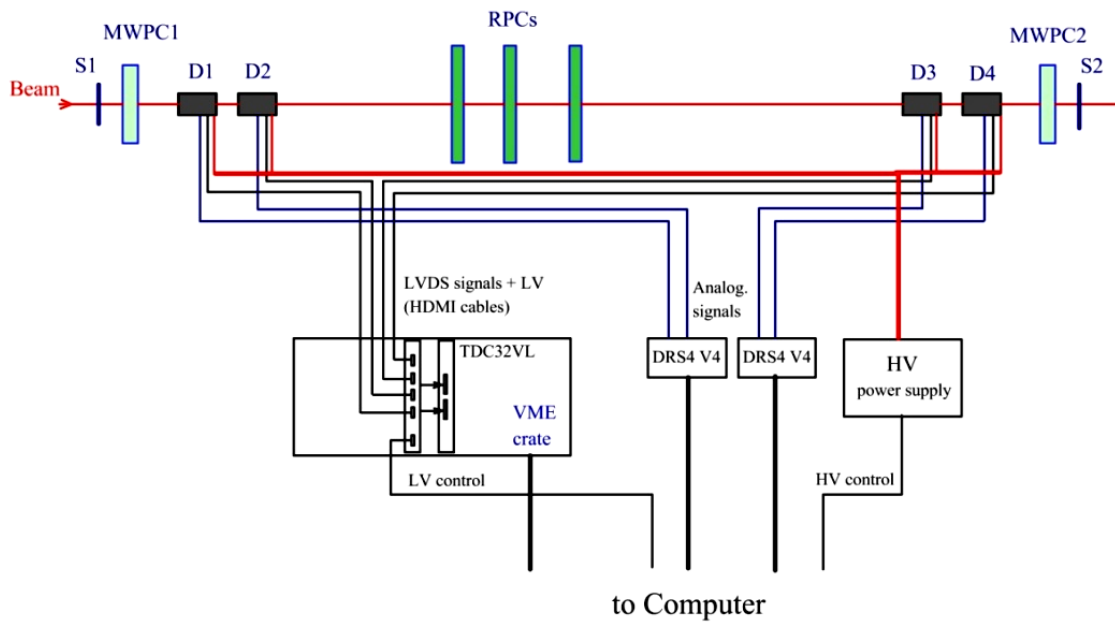 RPCs
MWPC1
MWPC2
S1
D1
D2
D3
D4
S2
Beam
LVDS signals + LV
(HDMI cables)
Analog.
signals
TDC32VL
DRS4 V4
DRS4 V4
HV
power supply
VME
crate
LV control
HV control
to Computer